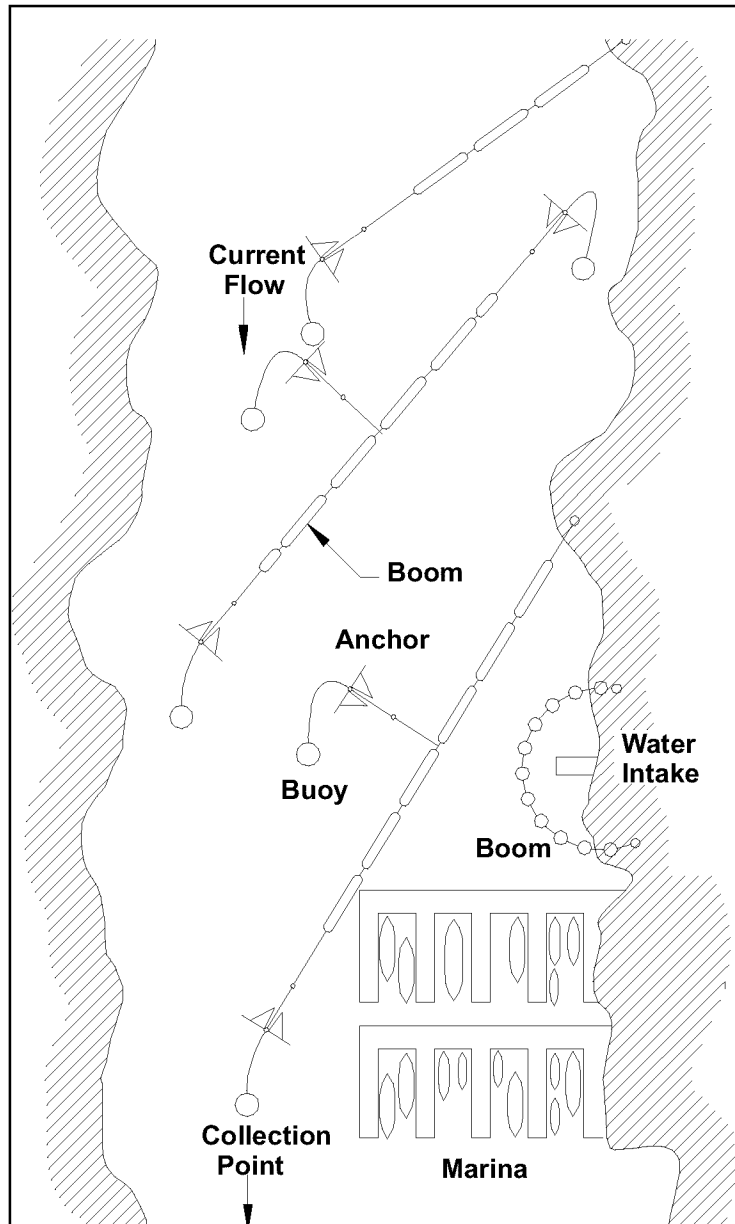 Current
Flow
Boom
Anchor
Water
Intake
Buoy
Boom
Collection
Point
Marina